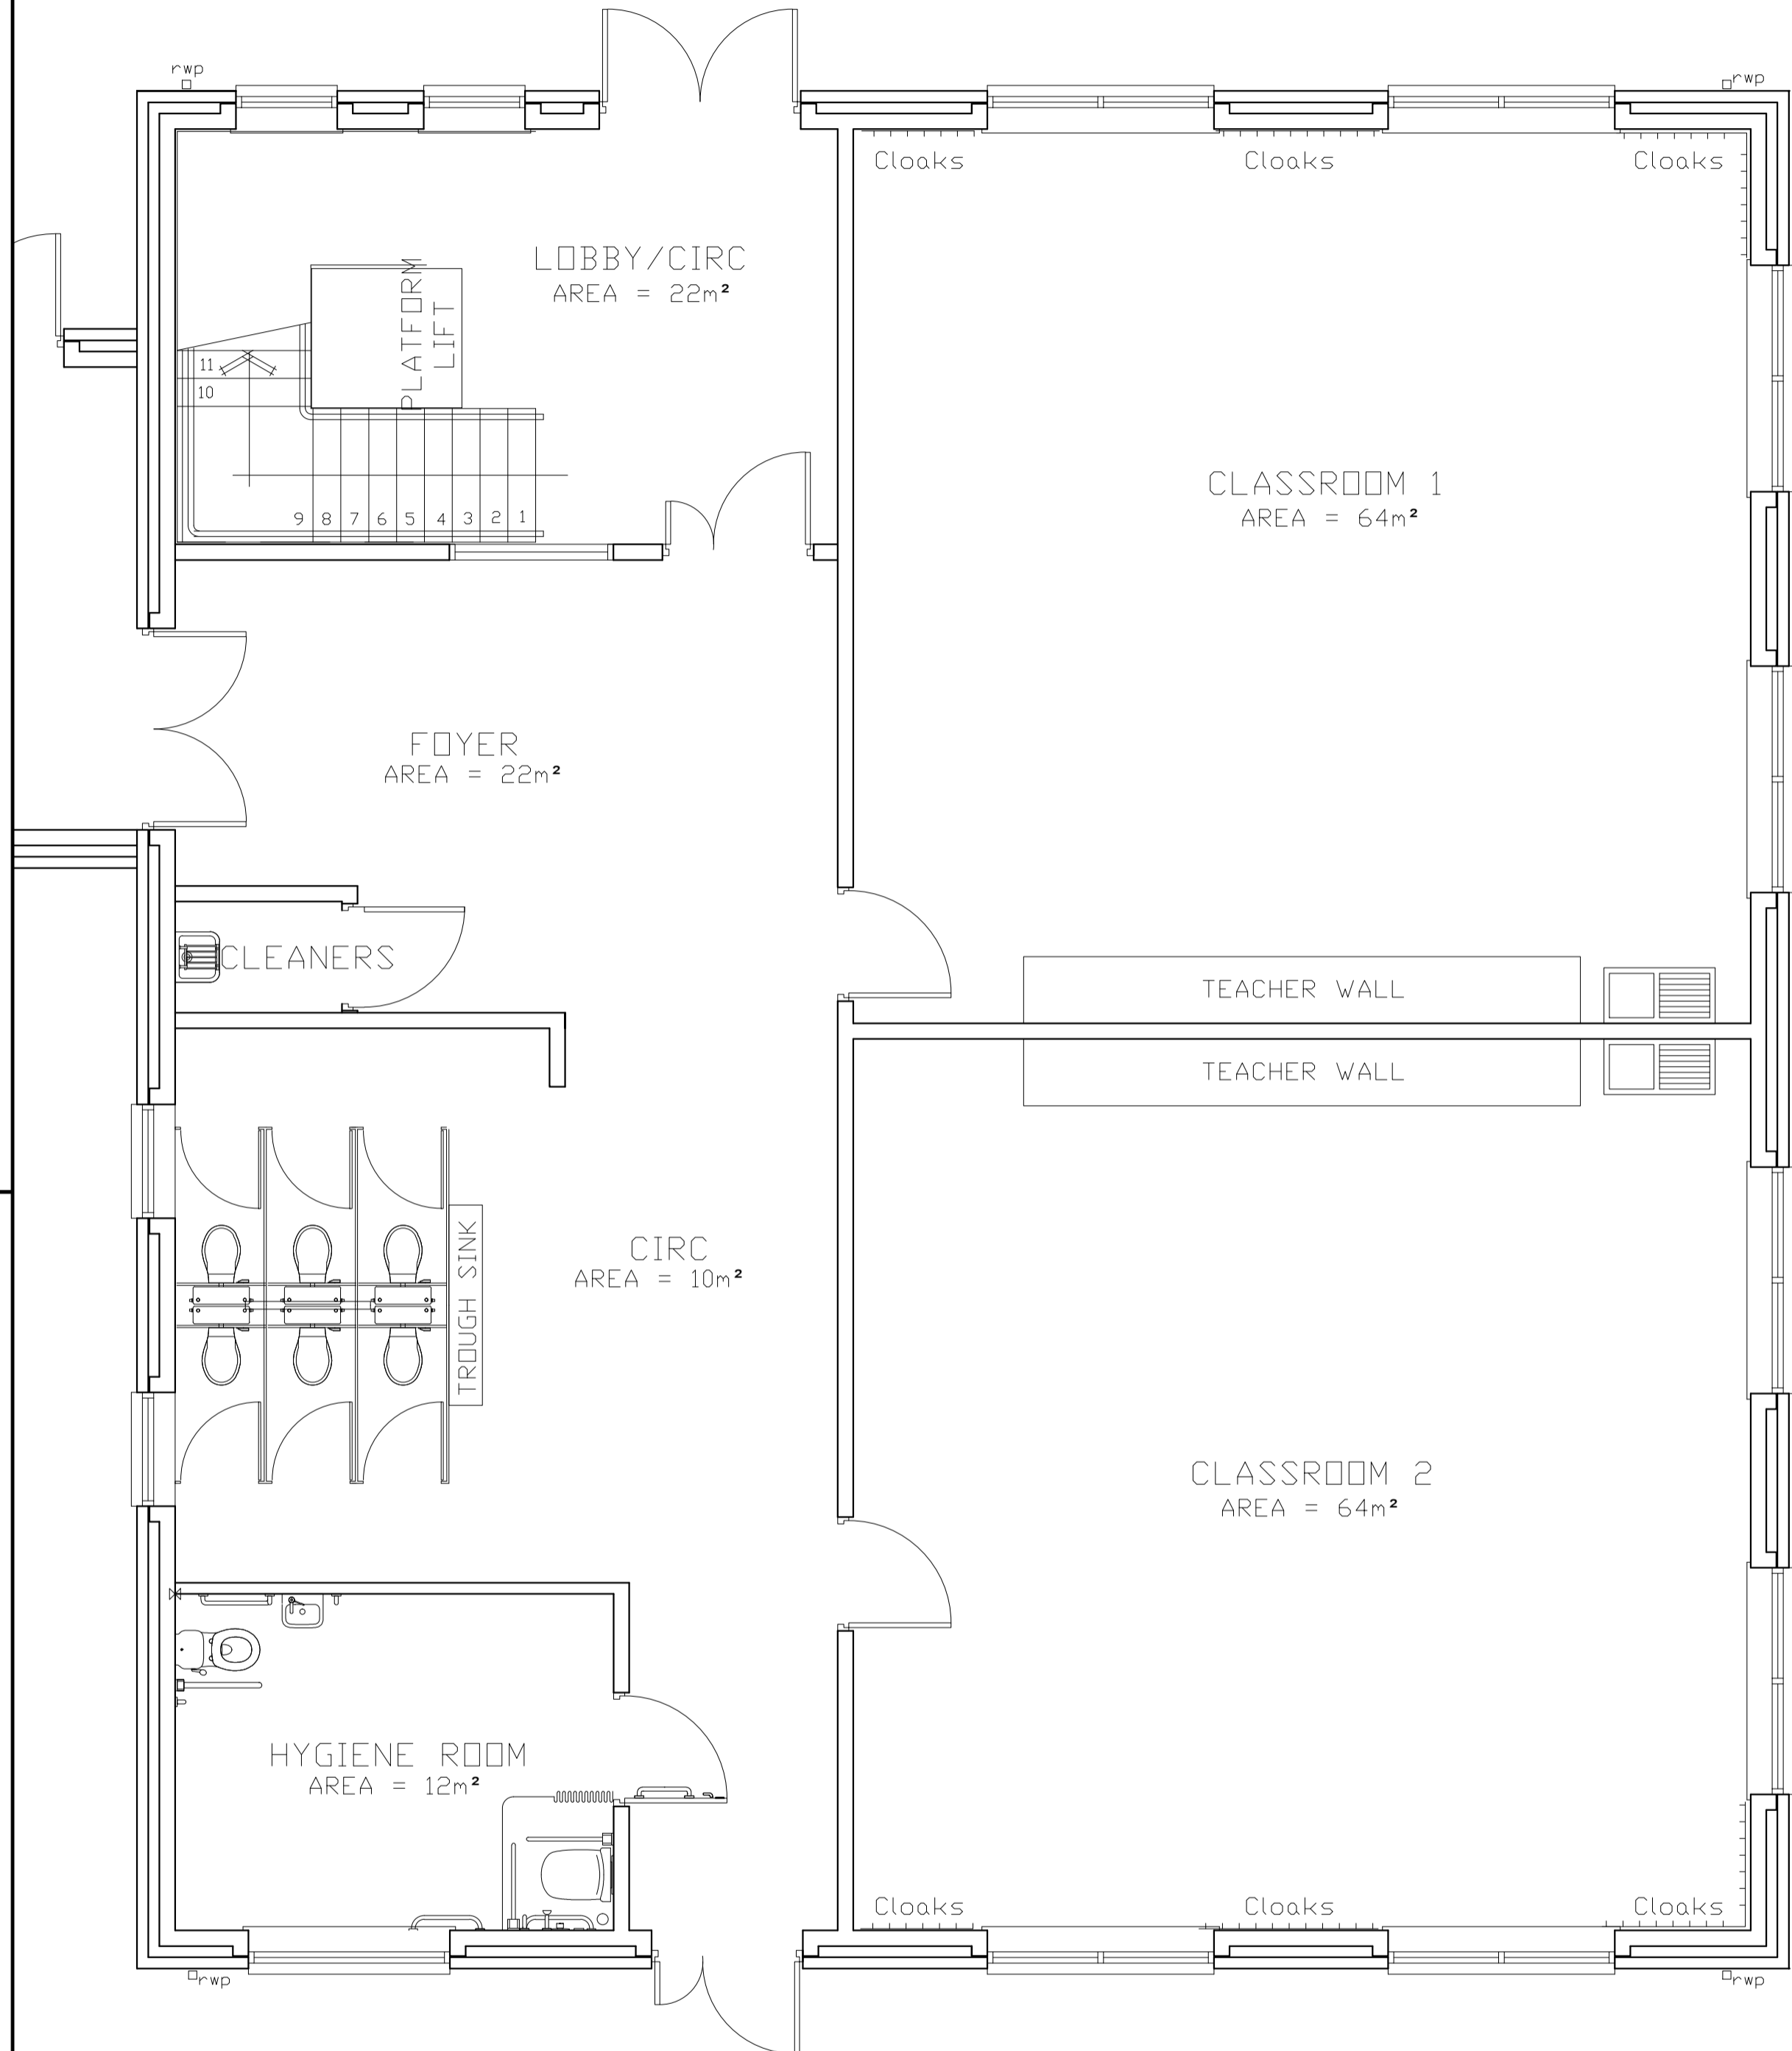 rwp
rwp
Cloaks
Cloaks
Cloaks
LOBBY/CIRC
AREA = 22m²
PLATFORM
LIFT
11
10
9 8 7 6 5 4 3 2 1
CLASSROOM 1
AREA = 64m²
FOYER
AREA = 22m²
CLEANERS
TEACHER WALL
TEACHER WALL
TROUGH SINK
CIRC
AREA = 10m²
CLASSROOM 2
AREA = 64m²
HYGIENE ROOM
AREA = 12m²
Cloaks
Cloaks
Cloaks
rwp
rwp